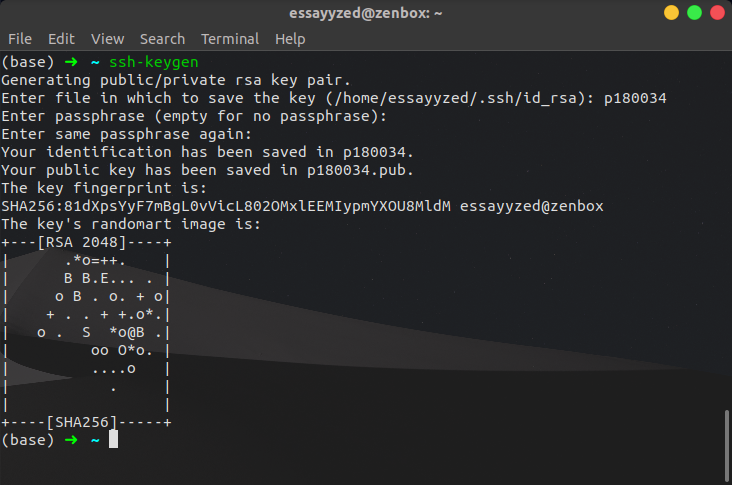 essayyzed@zenbox: ~
File Edit View Search Terminal Help
(base) ➜ ~ ssh-keygen
Generating public/private rsa key pair.
Enter file in which to save the key (/home/essayyzed/.ssh/id_rsa): p180034
Enter passphrase (empty for no passphrase):
Enter same passphrase again:
Your identification has been saved in p180034.
Your public key has been saved in p180034.pub.
The key fingerprint is:
SHA256:81dXpsYyF7mBgL0vVicL802OMxlEEMIypmYXOU8MldM essayyzed@zenbox
The key's randomart image is:
+---[RSA 2048]----+
|      .*o=++.    |
|      B B.E... . |
|     o B . o. + o|
|    + . . + +.o*.|
|   o .  S  *o@B .|
|         oo O*o. |
|         ....o   |
|           .     |
|                 |
+----[SHA256]-----+
(base) ➜ ~